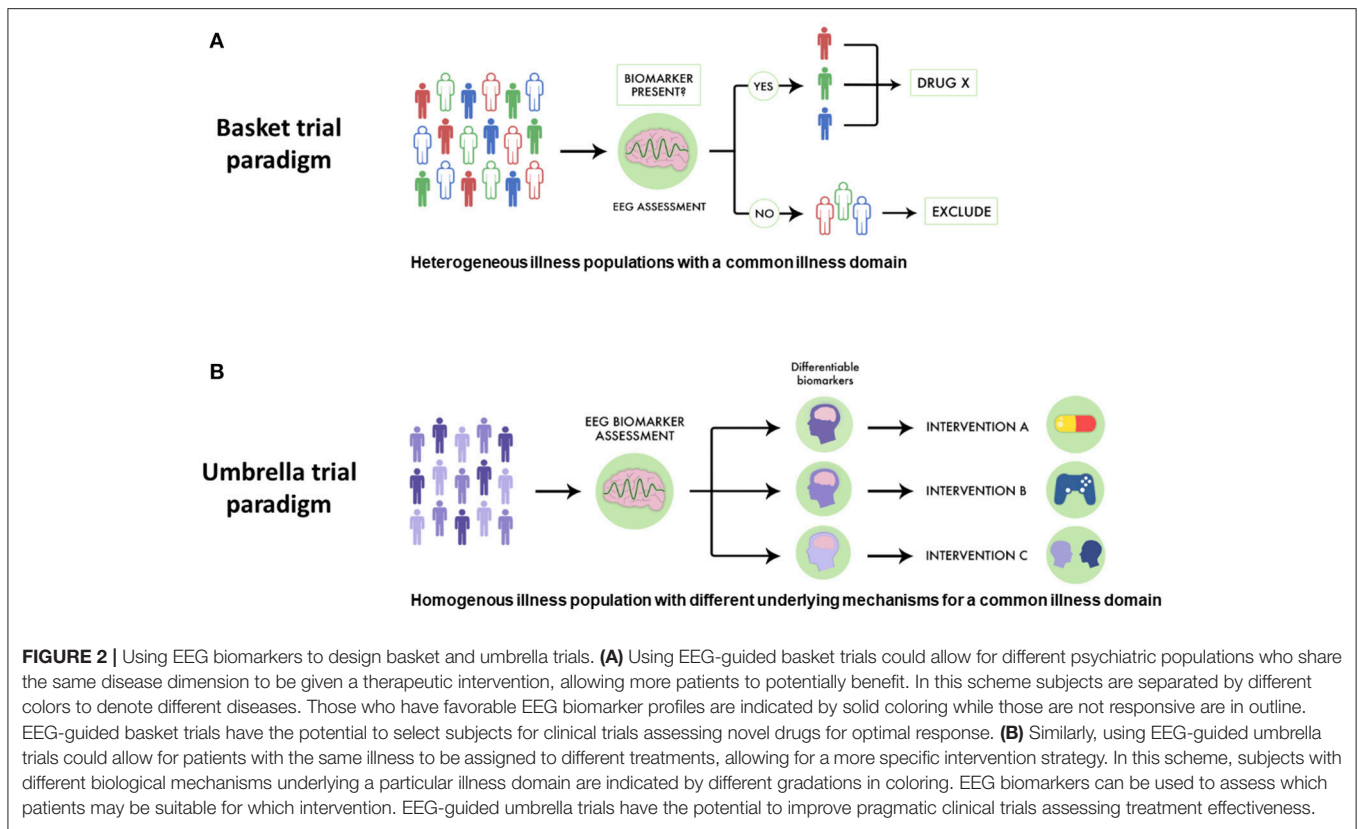 A
Basket trial
paradigm
BIOMARKER
PRESENT?
EEG ASSESSMENT
YES
DRUG X
NO
EXCLUDE
Heterogeneous illness populations with a common illness domain
B
Umbrella trial
paradigm
EEG BIOMARKER
ASSESSMENT
Differentiable
biomarkers
INTERVENTION A
INTERVENTION B
INTERVENTION C
Homogenous illness population with different underlying mechanisms for a common illness domain
FIGURE 2 | Using EEG biomarkers to design basket and umbrella trials. (A) Using EEG-guided basket trials could allow for different psychiatric populations who share
the same disease dimension to be given a therapeutic intervention, allowing more patients to potentially benefit. In this scheme subjects are separated by different
colors to denote different diseases. Those who have favorable EEG biomarker profiles are indicated by solid coloring while those are not responsive are in outline.
EEG-guided basket trials have the potential to select subjects for clinical trials assessing novel drugs for optimal response. (B) Similarly, using EEG-guided umbrella
trials could allow for patients with the same illness to be assigned to different treatments, allowing for a more specific intervention strategy. In this scheme, subjects with
different biological mechanisms underlying a particular illness domain are indicated by different gradations in coloring. EEG biomarkers can be used to assess which
patients may be suitable for which intervention. EEG-guided umbrella trials have the potential to improve pragmatic clinical trials assessing treatment effectiveness.